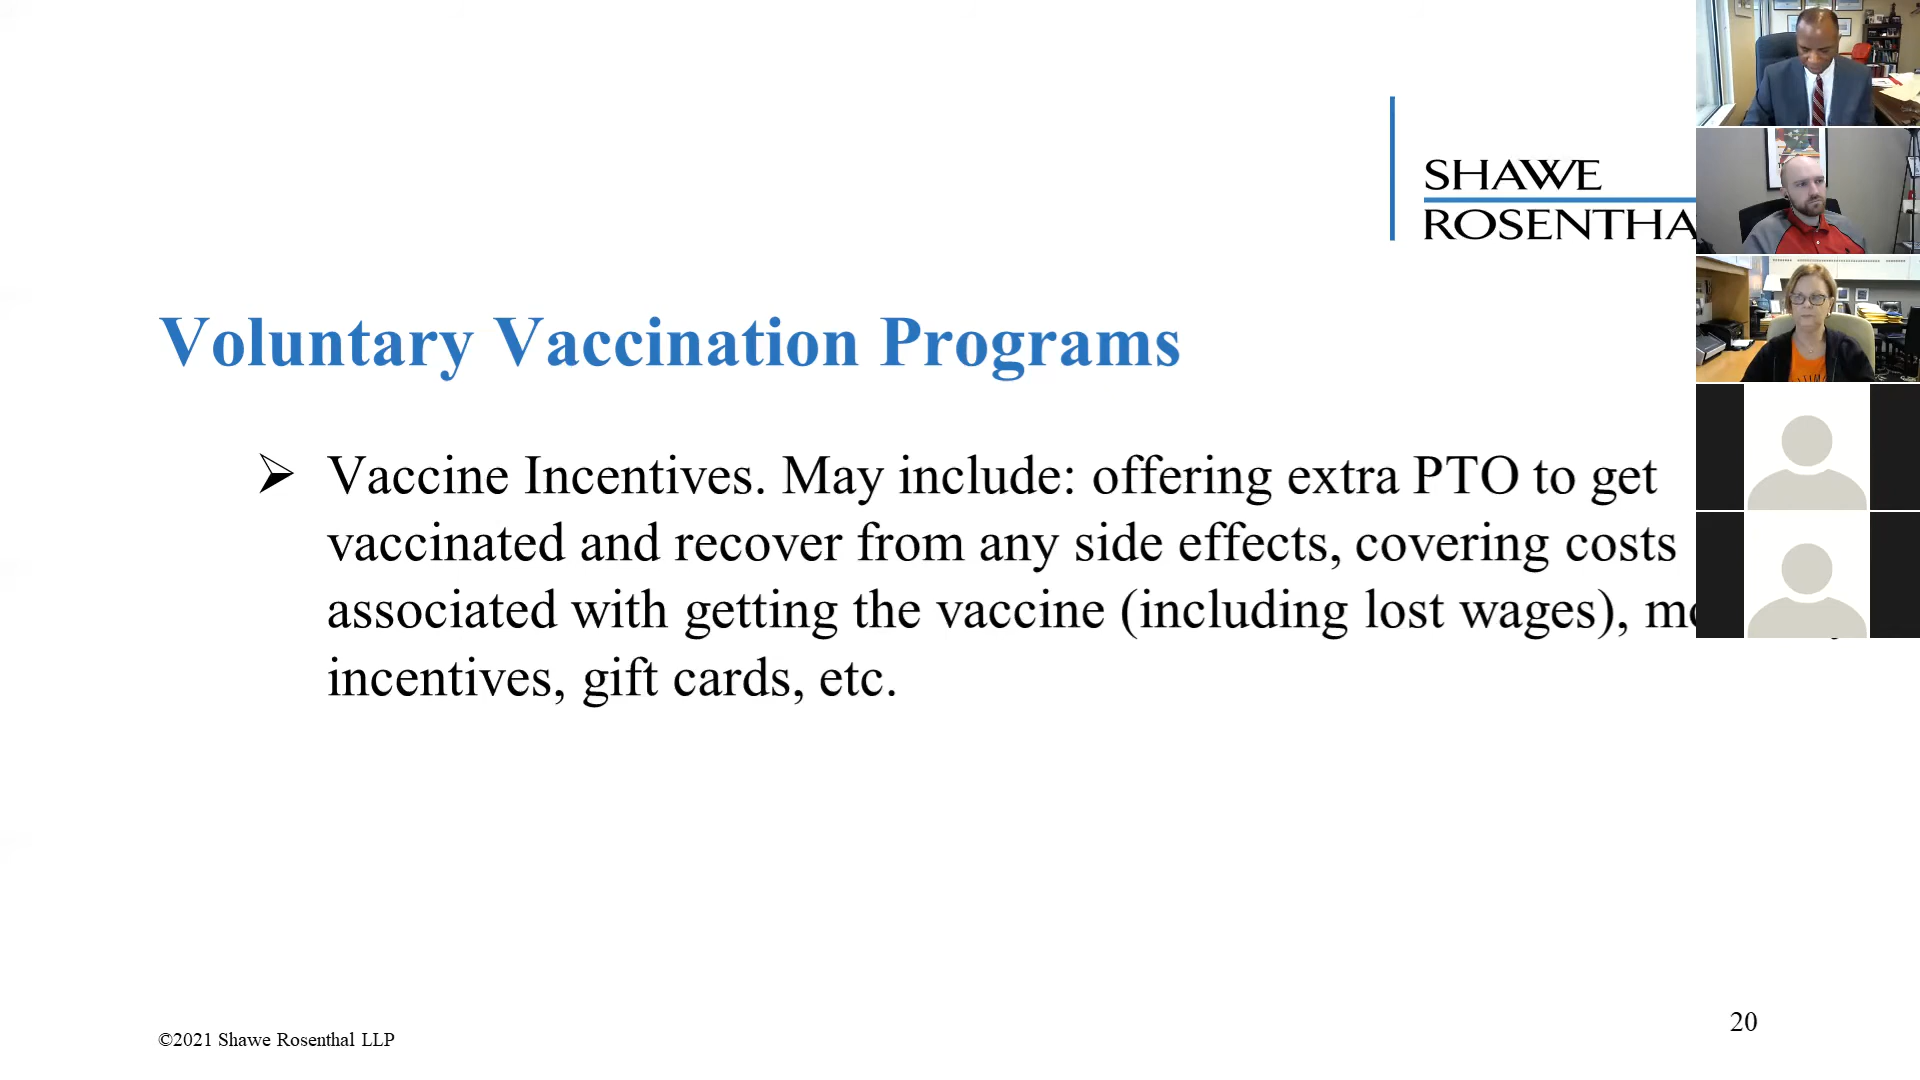 SHAWE
ROSENTHA
Voluntary Vaccination Programs
➢ Vaccine Incentives. May include: offering extra PTO to get
vaccinated and recover from any side effects, covering costs
associated with getting the vaccine (including lost wages),
incentives, gift cards, etc.
©2021 Shawe Rosenthal LLP
20